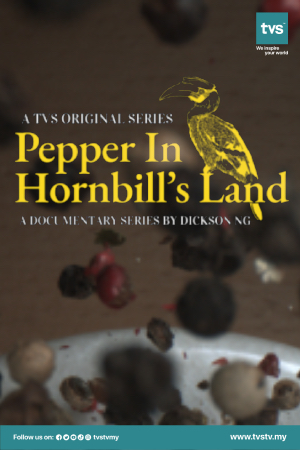 tvs
We inspire
your world
A TVS ORIGINAL SERIES
Pepper In
Hornbill's Land
A DOCUMENTARY SERIES BY DICKSON NG
Follow us on: tvstvmy www.tvstv.my